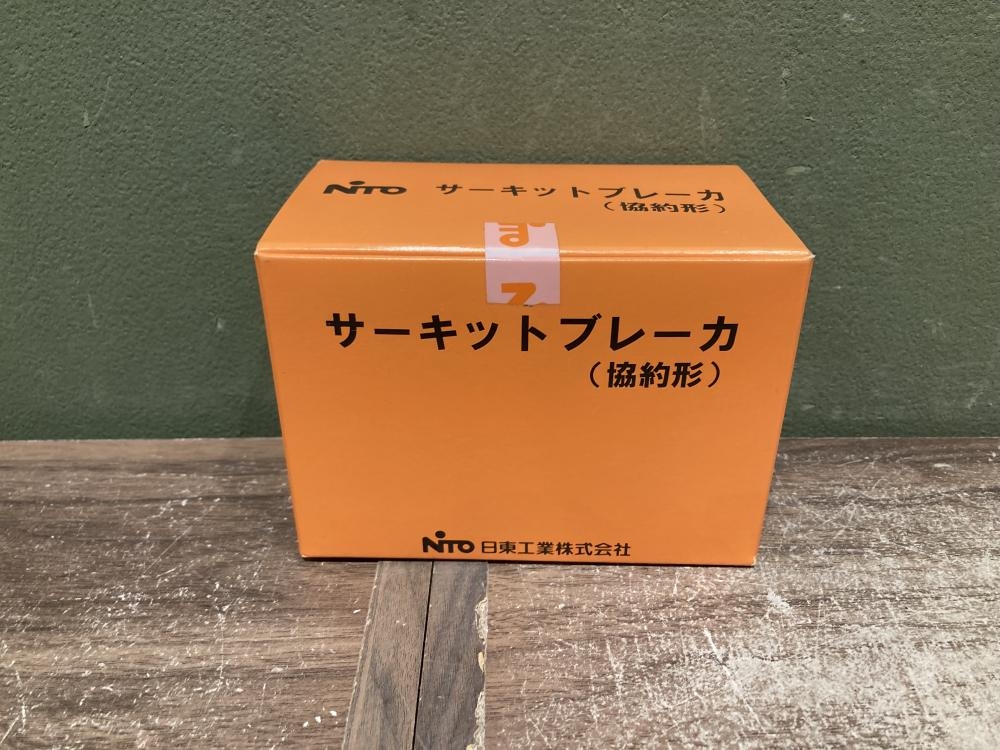 NiTO サーキットブレーカ
（協約形）
サーキットブレーカ
（協約形）
NiTO 日東工業株式会社